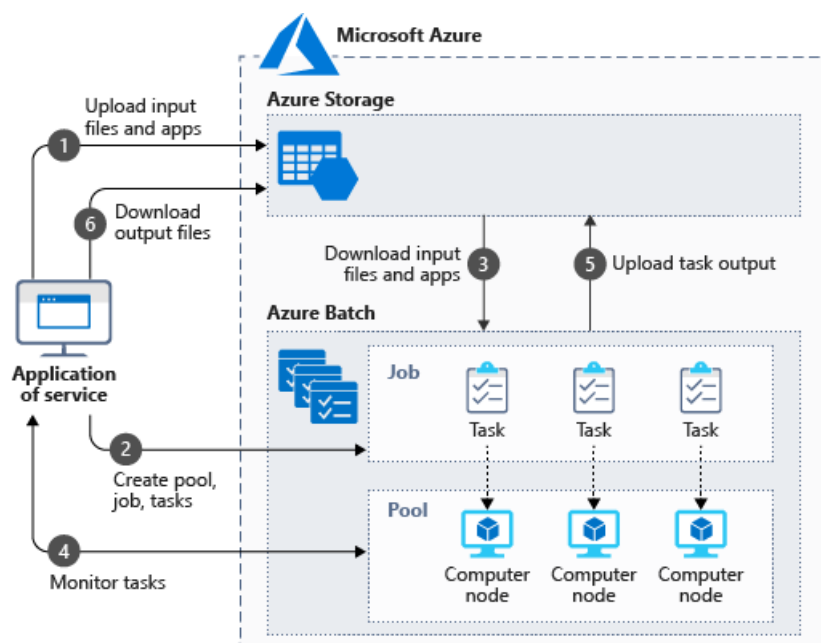 Microsoft Azure
Azure Storage
Upload input
files and apps
1
6
Download
output files
Download input
files and apps
3
5
Upload task output
Azure Batch
Application
of service
Job
Task
Task
Task
2
Create pool,
job, tasks
Pool
4
Monitor tasks
Computer
node
Computer
node
Computer
node